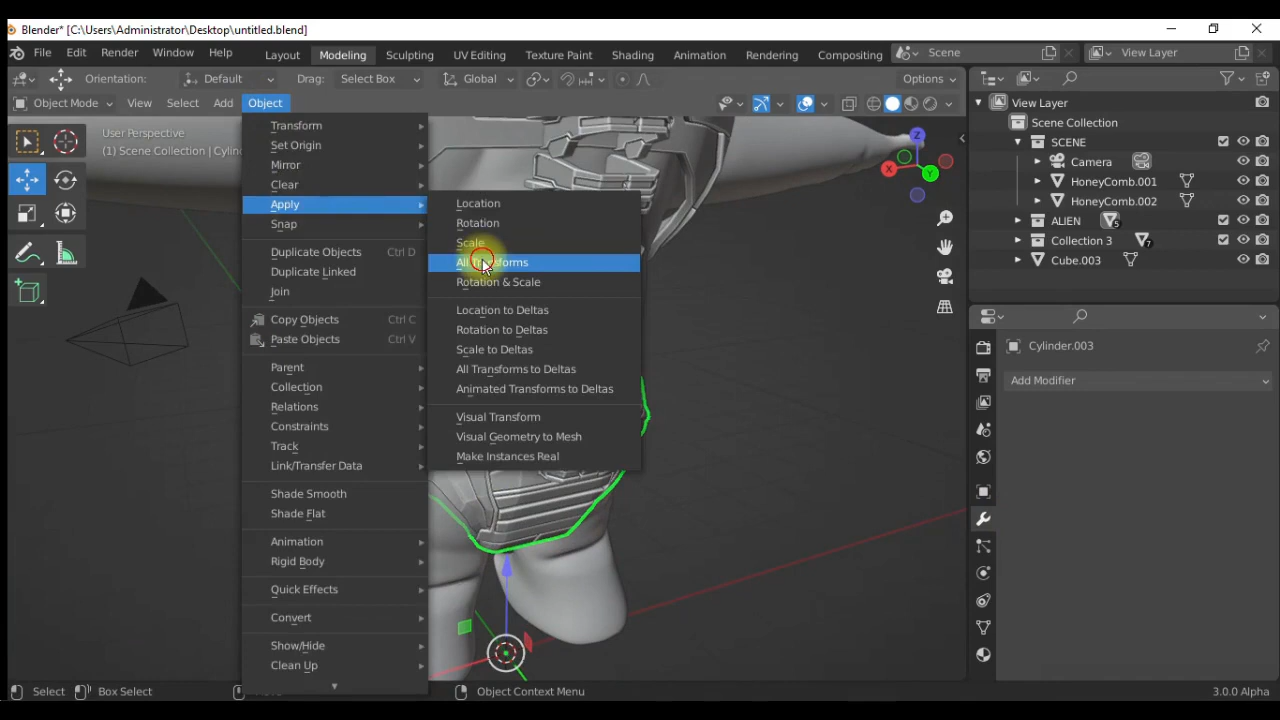 Blender* [C:\Users\Administrator\Desktop\untitled.blend]
File Edit Render Window Help Layout Modeling Sculpting UV Editing Texture Paint Shading Animation Rendering Compositing Scene View Layer
Orientation: Default Drag: Select Box Global Options
Object Mode View Select Add Object
View Layer
Scene Collection
SCENE
Camera
HoneyComb.001
HoneyComb.002
ALIEN 5
Collection 3 7
Cube.003
Cylinder.003
Add Modifier
User Perspective
(1) Scene Collection | Cylin
Transform
Set Origin
Mirror
Clear
Apply
Snap
Duplicate Objects Ctrl D
Duplicate Linked
Join
Copy Objects Ctrl C
Paste Objects Ctrl V
Parent
Collection
Relations
Constraints
Track
Link/Transfer Data
Shade Smooth
Shade Flat
Animation
Rigid Body
Quick Effects
Convert
Show/Hide
Clean Up
Location
Rotation
Scale
All Transforms
Rotation & Scale
Location to Deltas
Rotation to Deltas
Scale to Deltas
All Transforms to Deltas
Animated Transforms to Deltas
Visual Transform
Visual Geometry to Mesh
Make Instances Real
Z
X
Y
Select Box Select Object Context Menu 3.0.0 Alpha